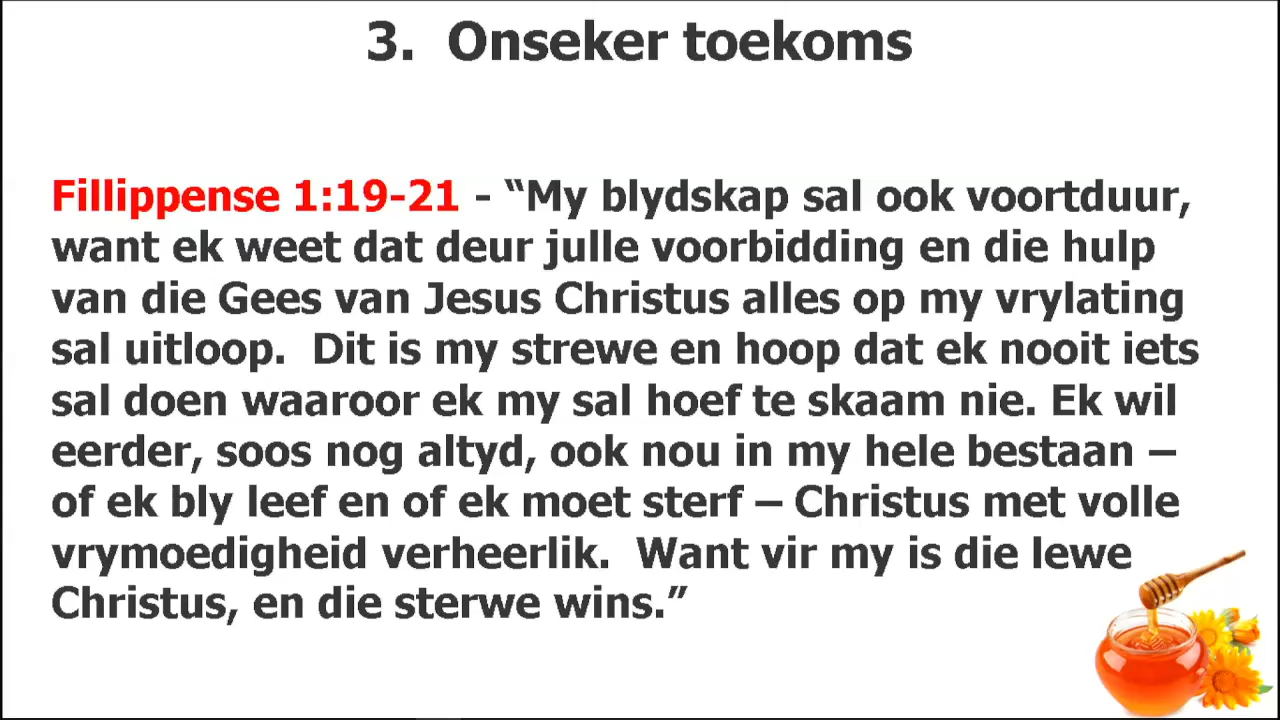 3.  Onseker toekoms
Fillippense 1:19-21 - “My blydskap sal ook voortduur,
want ek weet dat deur julle voorbidding en die hulp
van die Gees van Jesus Christus alles op my vrylating
sal uitloop.  Dit is my strewe en hoop dat ek nooit iets
sal doen waaroor ek my sal hoef te skaam nie. Ek wil
eerder, soos nog altyd, ook nou in my hele bestaan –
of ek bly leef en of ek moet sterf – Christus met volle
vrymoedigheid verheerlik.  Want vir my is die lewe
Christus, en die sterwe wins.”